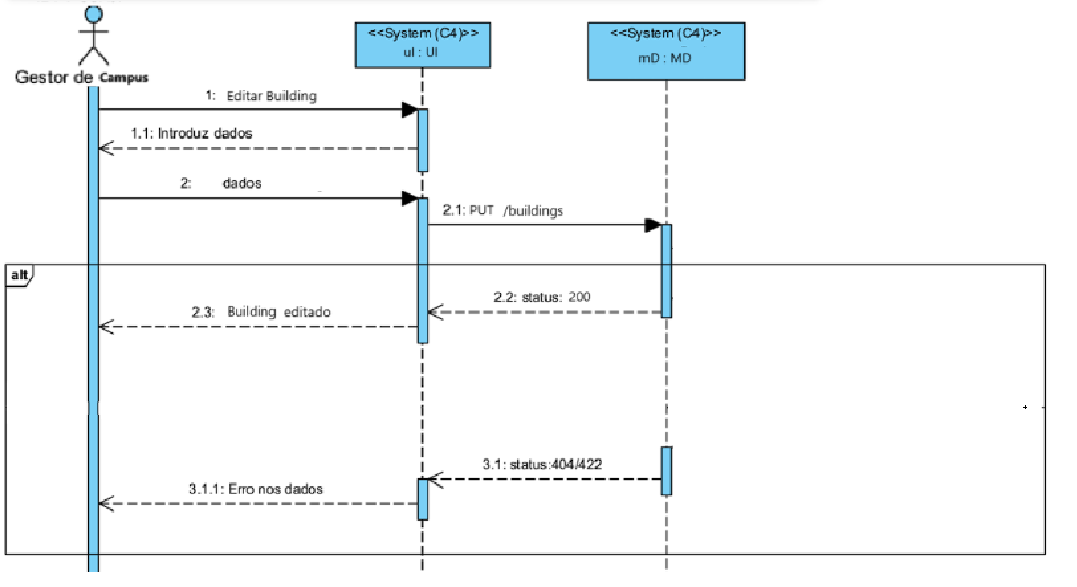 <<System (C4)>>
uI : UI
<<System (C4)>>
mD : MD
Gestor de Campus
1: Editar Building
1.1: Introduz dados
2: dados
2.1: PUT /buildings
alt
2.2: status: 200
2.3: Building editado
3.1: status:404/422
3.1.1: Erro nos dados